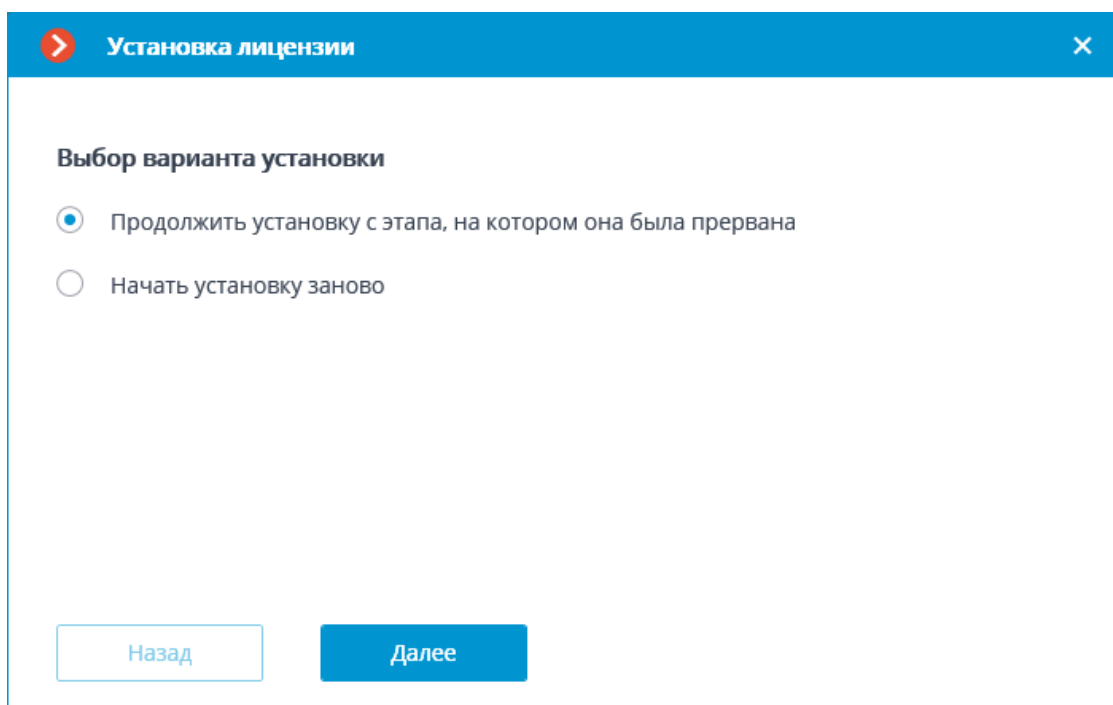 Установка лицензии
Выбор варианта установки
Продолжить установку с этапа, на котором она была прервана
Начать установку заново
Назад
Далее